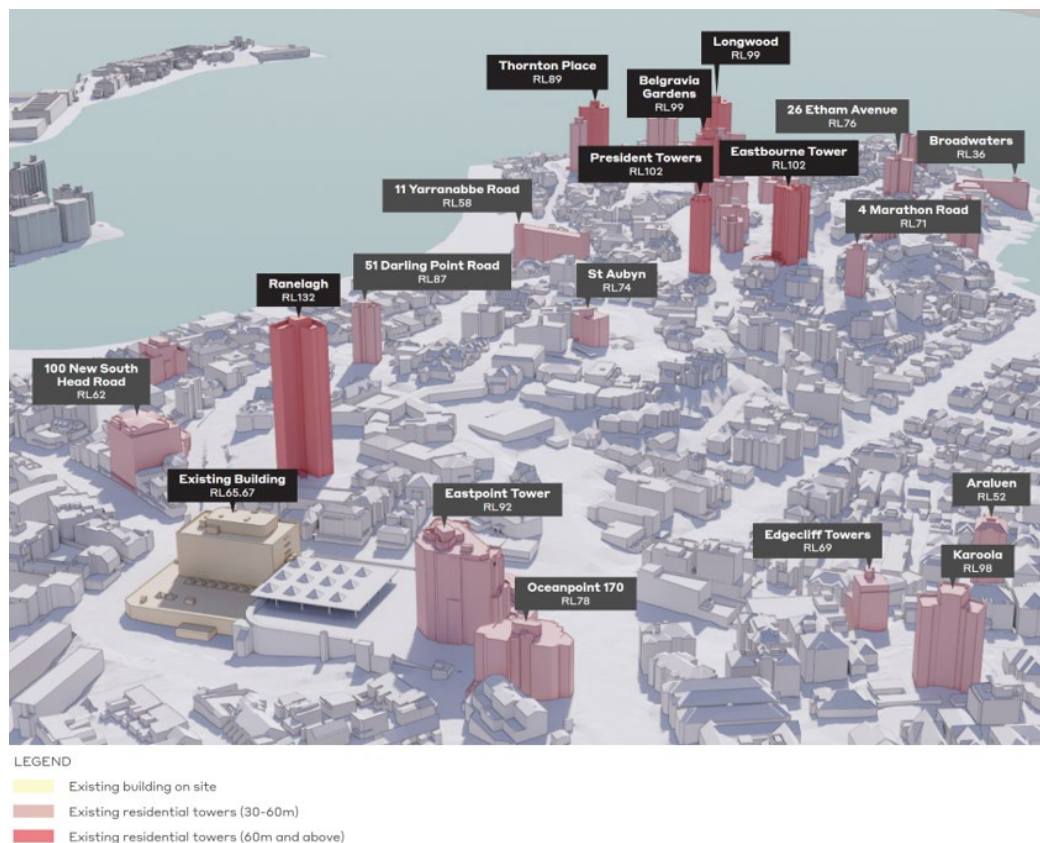 Longwood
RL99
Thornton Place
RL89
Belgravia
Gardens
RL99
26 Etham Avenue
RL76
Broadwaters
RL36
President Towers
RL102
Eastbourne Tower
RL102
11 Yarranabbe Road
RL58
4 Marathon Road
RL71
51 Darling Point Road
RL87
St Aubyn
RL74
Ranelagh
RL132
100 New South
Head Road
RL62
Existing Building
RL65.67
Eastpoint Tower
RL92
Araluen
RL52
Edgecliff Towers
RL69
Karoola
RL98
Oceanpoint 170
RL78
LEGEND
Existing building on site
Existing residential towers (30-60m)
Existing residential towers (60m and above)